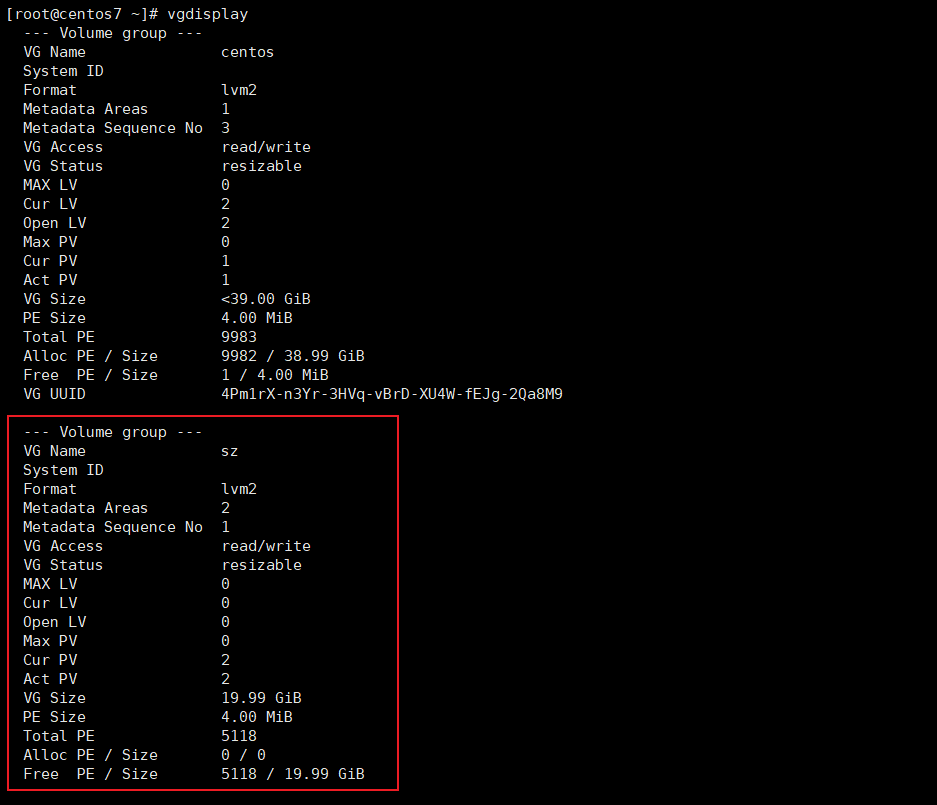 [root@centos7 ~]# vgdisplay
  --- Volume group ---
  VG Name               centos
  System ID
  Format                lvm2
  Metadata Areas        1
  Metadata Sequence No  3
  VG Access             read/write
  VG Status             resizable
  MAX LV                0
  Cur LV                2
  Open LV               2
  Max PV                0
  Cur PV                1
  Act PV                1
  VG Size               <39.00 GiB
  PE Size               4.00 MiB
  Total PE              9983
  Alloc PE / Size       9982 / 38.99 GiB
  Free  PE / Size       1 / 4.00 MiB
  VG UUID               4Pm1rX-n3Yr-3HVq-vBrD-XU4W-fEJg-2Qa8M9

  --- Volume group ---
  VG Name               sz
  System ID
  Format                lvm2
  Metadata Areas        2
  Metadata Sequence No  1
  VG Access             read/write
  VG Status             resizable
  MAX LV                0
  Cur LV                0
  Open LV               0
  Max PV                0
  Cur PV                2
  Act PV                2
  VG Size               19.99 GiB
  PE Size               4.00 MiB
  Total PE              5118
  Alloc PE / Size       0 / 0
  Free  PE / Size       5118 / 19.99 GiB